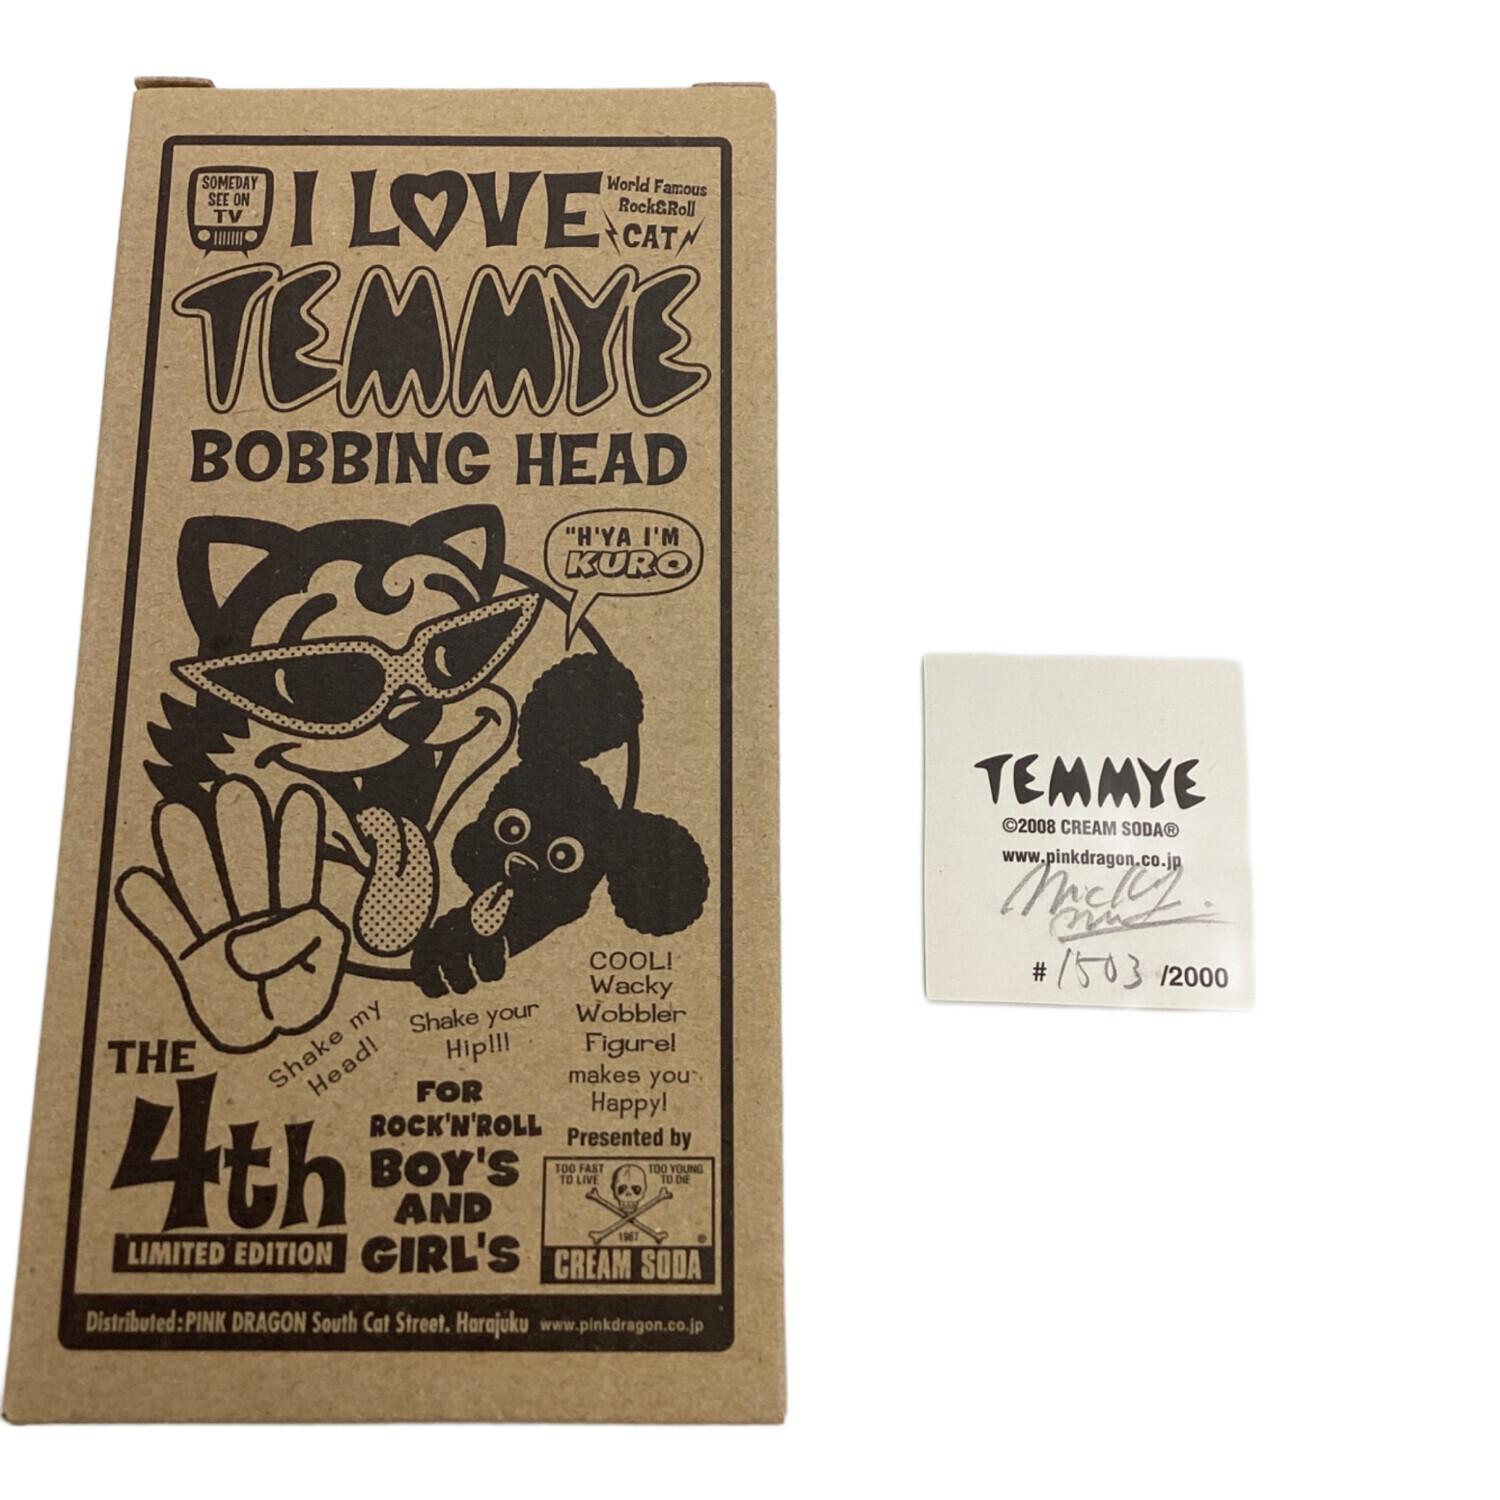 SOMEDAY
SEE ON
TV
I LOVE
World Famous
Rock&Roll
CAT
TEMMYE
BOBBING HEAD
"H'YA I'M
KURO
COOL!
Wacky
Wobbler
Figure!
makes you
Happy!
Shake my
Head!
Shake your
Hip!!!
THE
4th
LIMITED EDITION
FOR
ROCK'N'ROLL
BOY'S
AND
GIRL'S
Presented by
TOO FAST
TO LIVE
TOO YOUNG
TO DIE
1967
CREAM SODA
Distributed:PINK DRAGON South Cat Street. Harajuku www.pinkdragon.co.jp
TEMMYE
©2008 CREAM SODA®
www.pinkdragon.co.jp
# 1503 /2000